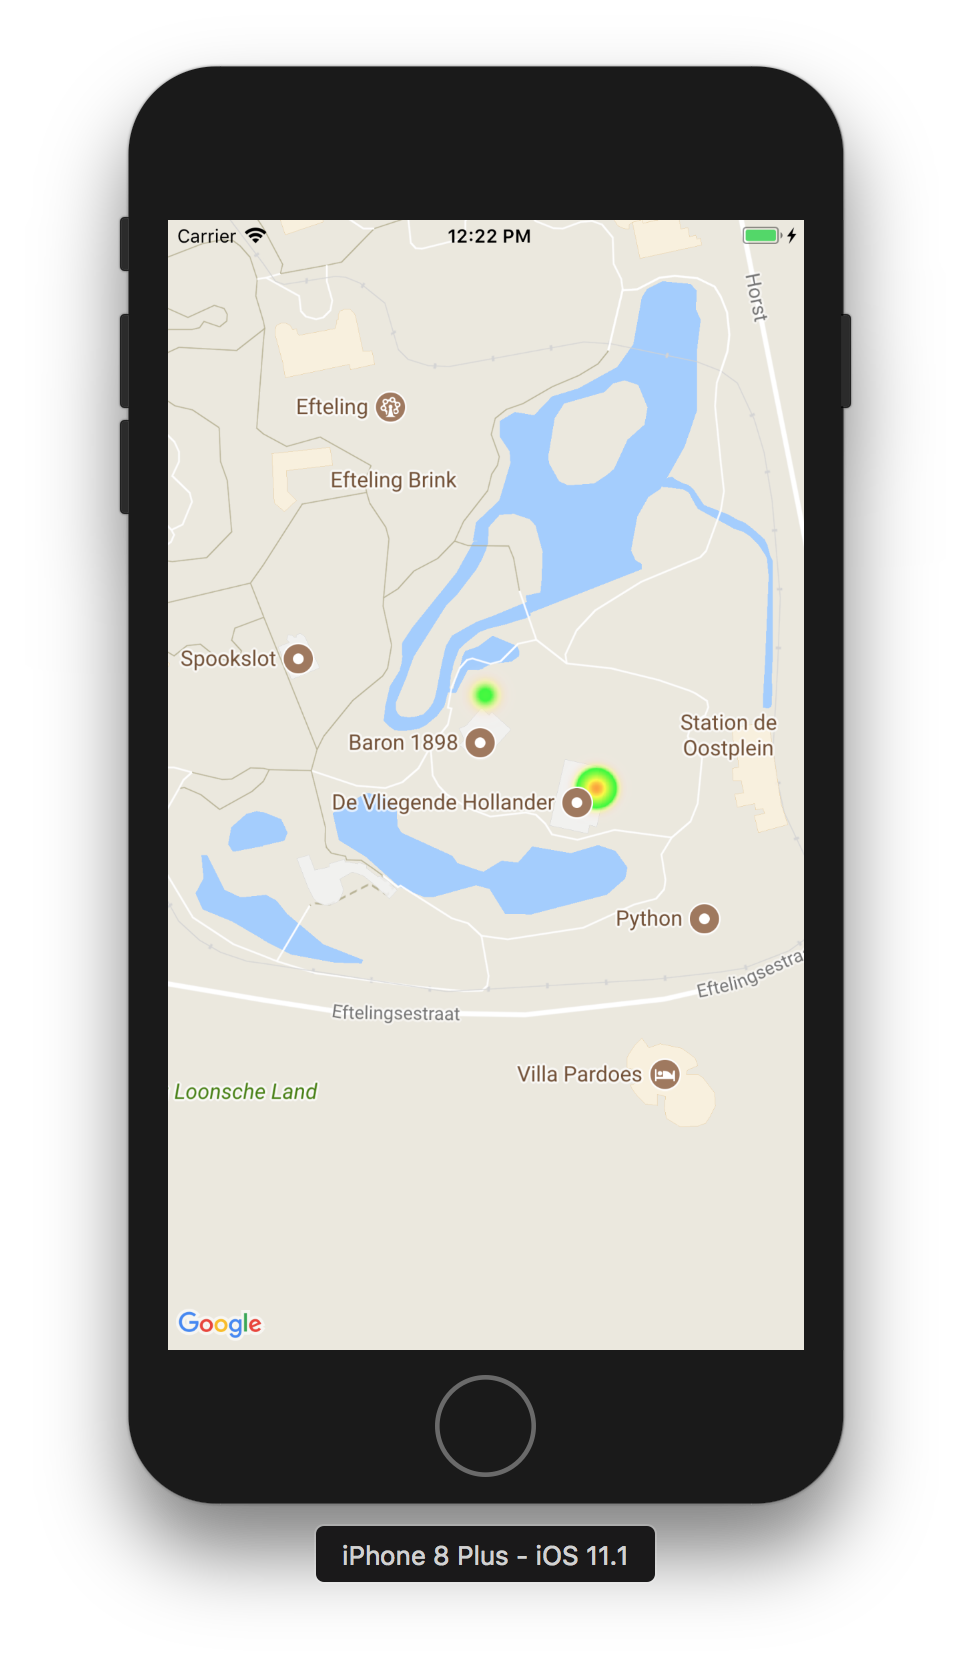 Carrier
12:22 PM
Horst
Efteling
Efteling Brink
Spookslot
Station de
Oostplein
Baron 1898
De Vliegende Hollander
Python
Eftelingsestraa
Eftelingsestraat
Villa Pardoes
Loonsche Land
Google
iPhone 8 Plus - iOS 11.1